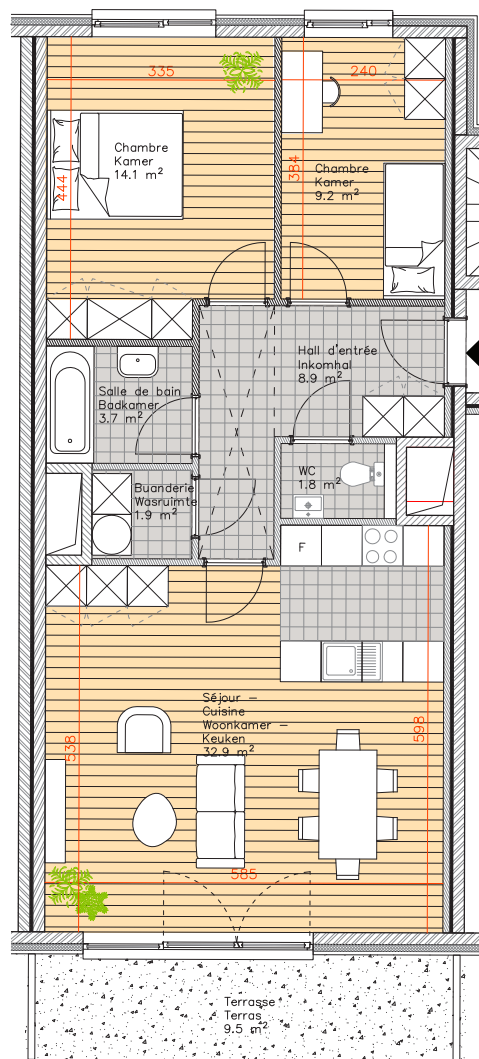 335
240
Chambre
Kamer
14.1 m²
444
384
Chambre
Kamer
9.2 m²
Hall d'entrée
Inkomhal
8.9 m²
Salle de bain
Badkamer
3.7 m²
WC
1.8 m²
Buanderie
Wasruimte
1.9 m²
F
Séjour –
Cuisine
Woonkamer –
Keuken
32.9 m²
538
598
585
Terrasse
Terras
9.5 m²